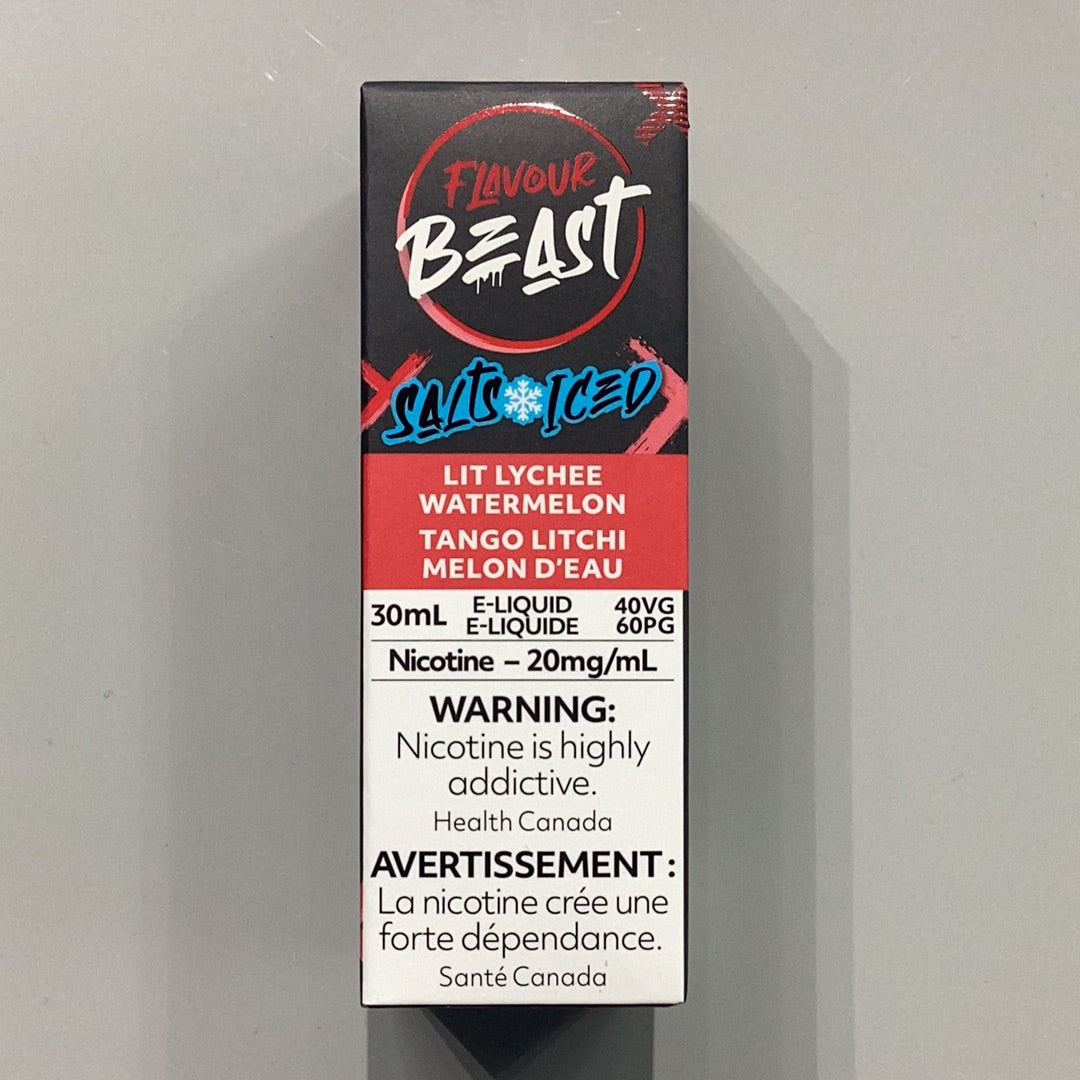 FLAVOUR
BEAST
SALTS ICED
LIT LYCHEE
WATERMELON
TANGO LITCHI
MELON D'EAU
30mL E-LIQUID 40VG
E-LIQUIDE 60PG
Nicotine – 20mg/mL
WARNING:
Nicotine is highly
addictive.
Health Canada
AVERTISSEMENT :
La nicotine crée une
forte dépendance.
Santé Canada